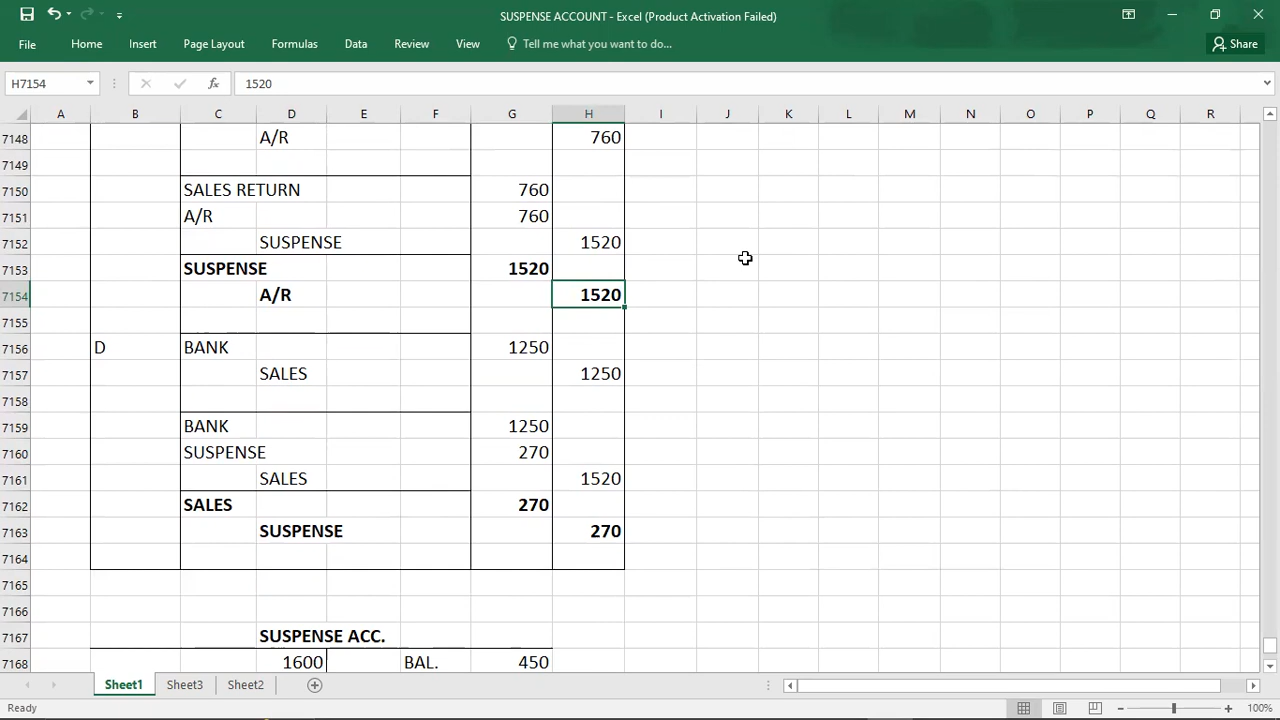 SUSPENSE ACCOUNT - Excel (Product Activation Failed)
File Home Insert Page Layout Formulas Data Review View Tell me what you want to do... Share
H7154 fx 1520
A B C D E F G H I J K L M N O P Q R
7148 A/R 760
7149
7150 SALES RETURN 760
7151 A/R 760
7152 SUSPENSE 1520
7153 SUSPENSE 1520
7154 A/R 1520
7155
7156 D BANK 1250
7157 SALES 1250
7158
7159 BANK 1250
7160 SUSPENSE 270
7161 SALES 1520
7162 SALES 270
7163 SUSPENSE 270
7164
7165
7166
7167 SUSPENSE ACC.
7168 1600 BAL. 450
Sheet1 Sheet3 Sheet2
Ready 100%